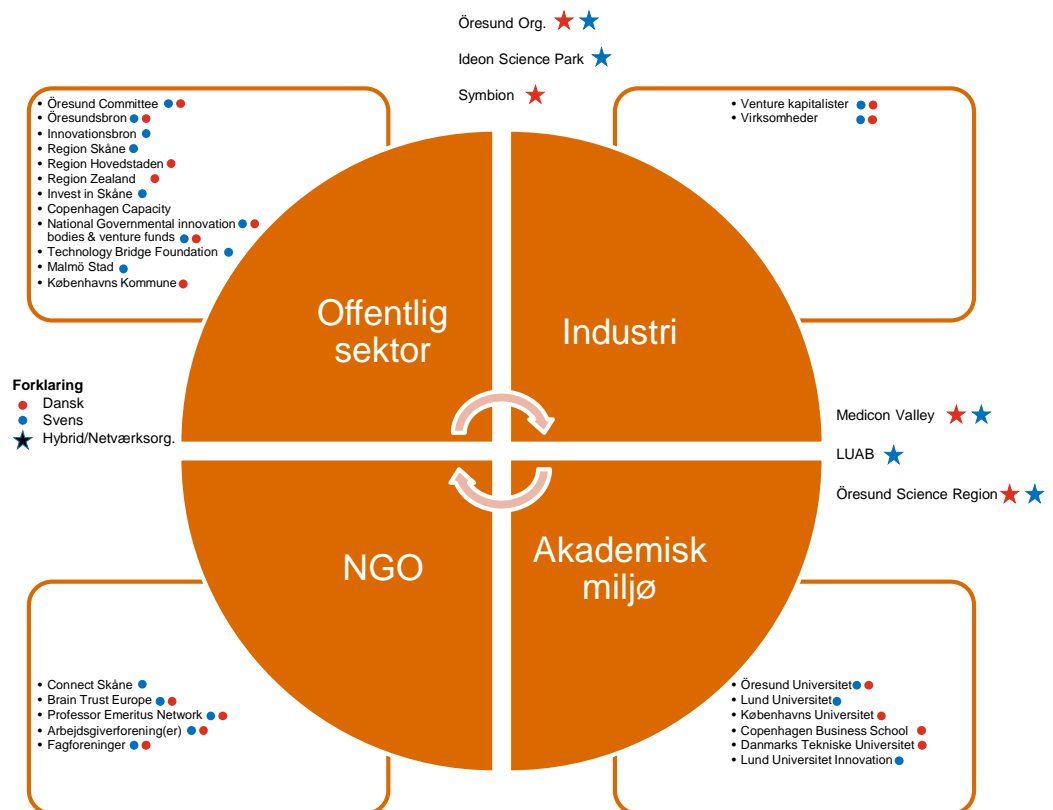 Öresund Org.
Ideon Science Park
Symbion
• Öresund Committee
• Öresundsbron
• Innovationsbron
• Region Skåne
• Region Hovedstaden
• Region Zealand
• Invest in Skåne
• Copenhagen Capacity
• National Governmental innovation
bodies & venture funds
• Technology Bridge Foundation
• Malmö Stad
• Københavns Kommune
• Venture kapitalister
• Virksomheder
Offentlig
sektor
Industri
Forklaring
Dansk
Svens
Hybrid/Netværksorg.
Medicon Valley
LUAB
Öresund Science Region
NGO
Akademisk
miljø
• Connect Skåne
• Brain Trust Europe
• Professor Emeritus Network
• Arbejdsgiverforening(er)
• Fagforeninger
• Öresund Universitet
• Lund Universitet
• Københavns Universitet
• Copenhagen Business School
• Danmarks Tekniske Universitet
• Lund Universitet Innovation